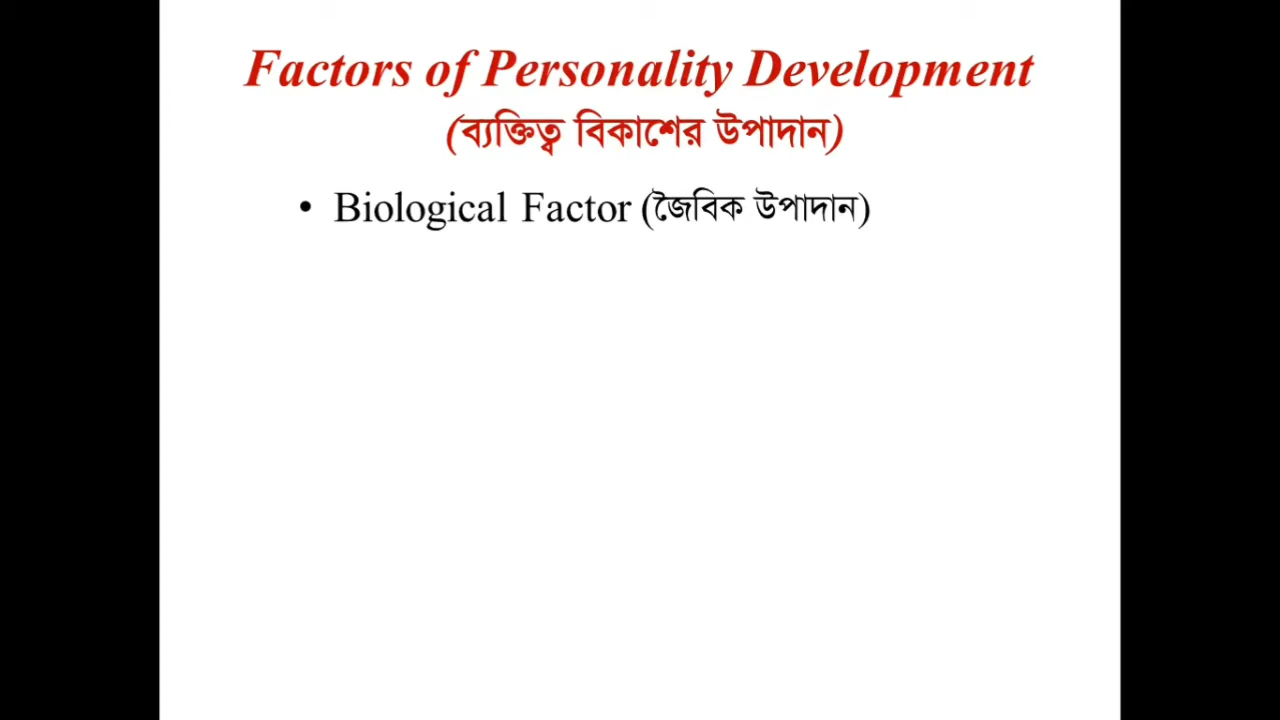 Factors of Personality Development
(ব্যক্তিত্ব বিকাশের উপাদান)
• Biological Factor (জৈবিক উপাদান)